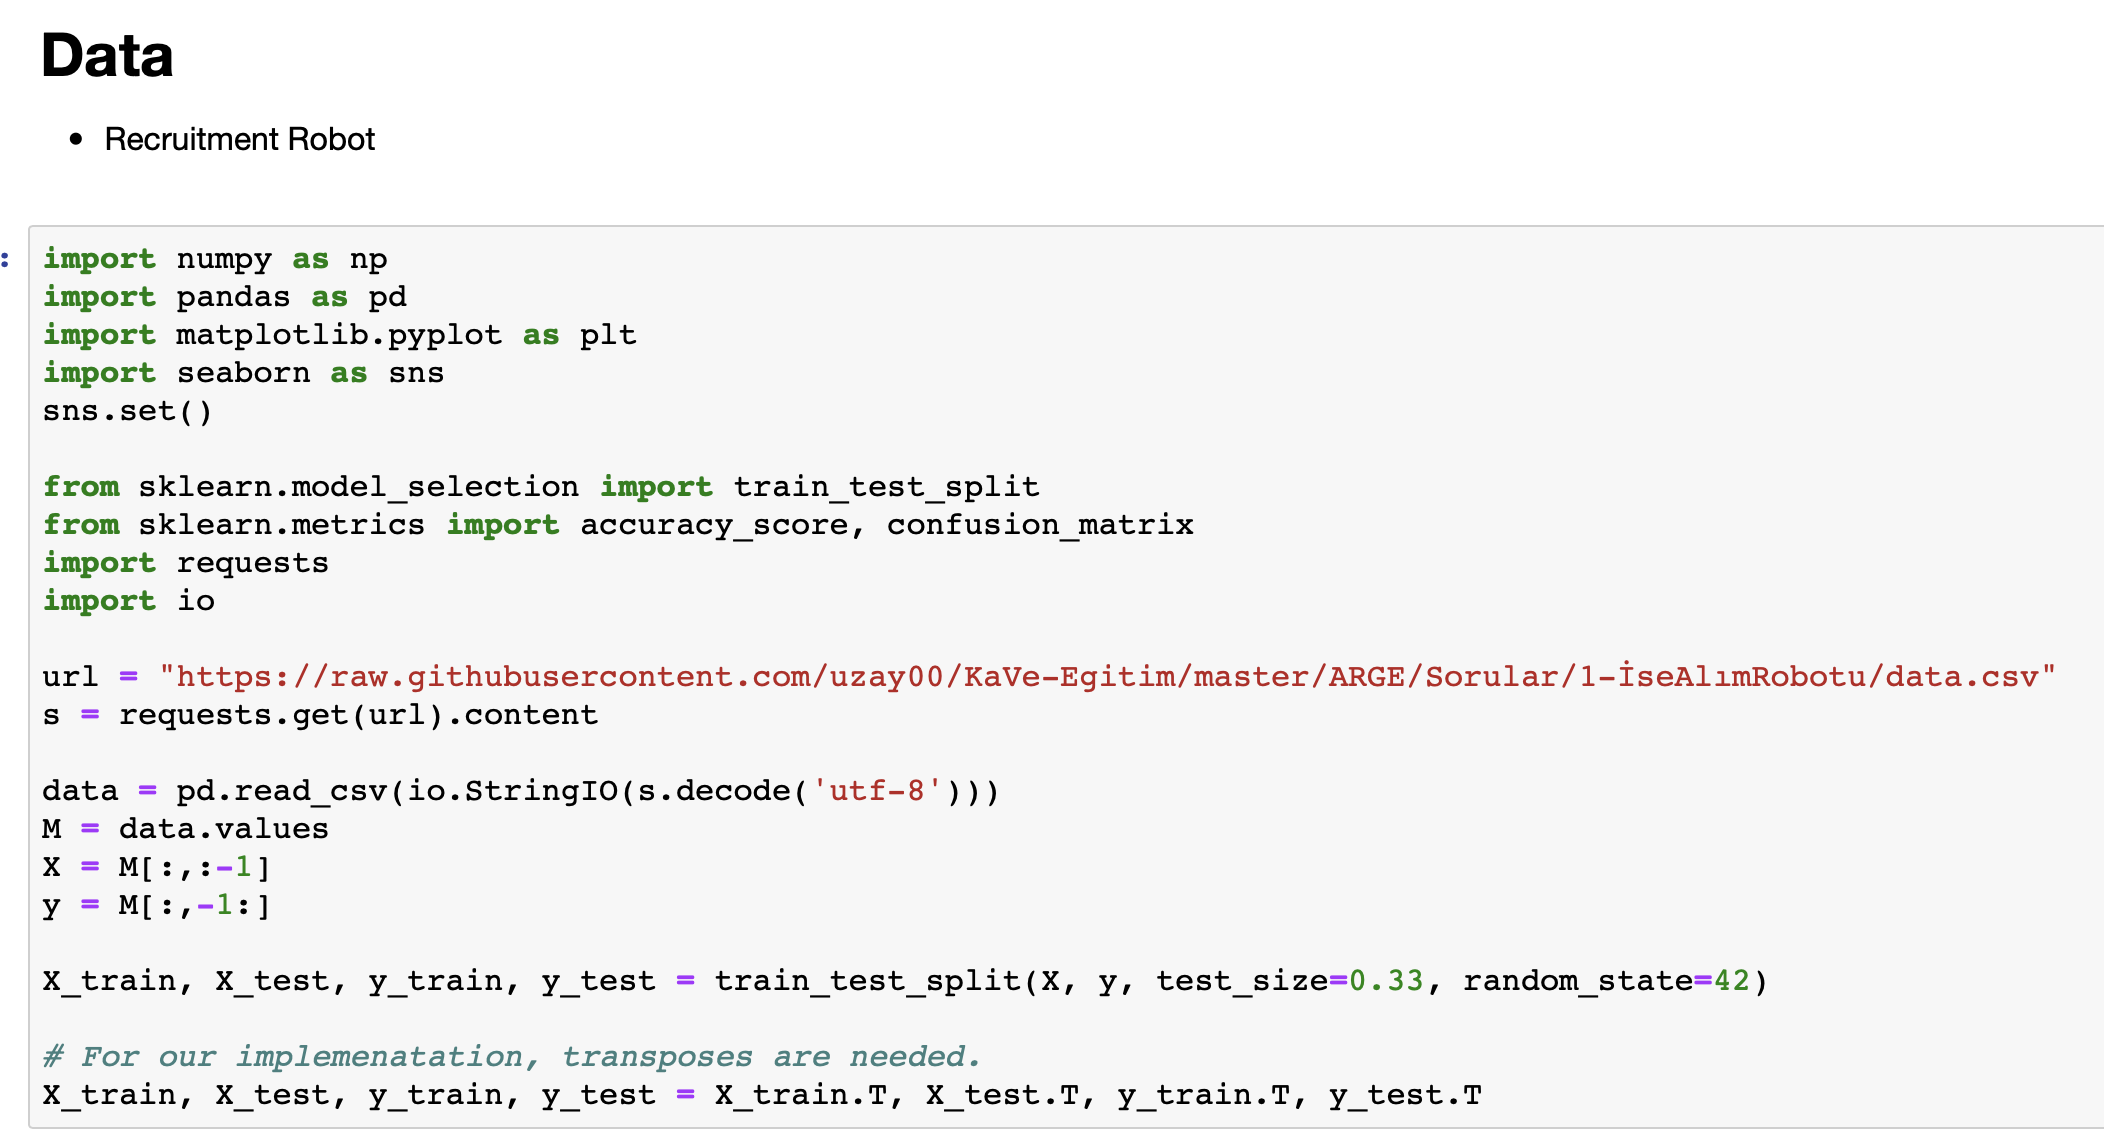 Data
• Recruitment Robot
:
import numpy as np
import pandas as pd
import matplotlib.pyplot as plt
import seaborn as sns
sns.set()
from sklearn.model_selection import train_test_split
from sklearn.metrics import accuracy_score, confusion_matrix
import requests
import io
url = "https://raw.githubusercontent.com/uzay00/KaVe-Egitim/master/ARGE/Sorular/1-İseAlımRobotu/data.csv"
s = requests.get(url).content
data = pd.read_csv(io.StringIO(s.decode('utf-8')))
M = data.values
X = M[:,:-1]
y = M[:,-1:]
X_train, X_test, y_train, y_test = train_test_split(X, y, test_size=0.33, random_state=42)
# For our implemenatation, transposes are needed.
X_train, X_test, y_train, y_test = X_train.T, X_test.T, y_train.T, y_test.T